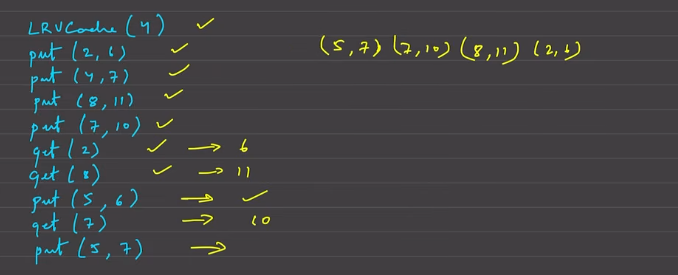 LRUCache (4) ✓
(5,7) (7,10) (8,11) (2,6)
put (2,6) ✓
put (4,7) ✓
put (8,11) ✓
put (7,10) ✓
get (2) ✓ → 6
get (8) ✓ → 11
put (5,6) → ✓
get (7) → 10
put (5,7) →